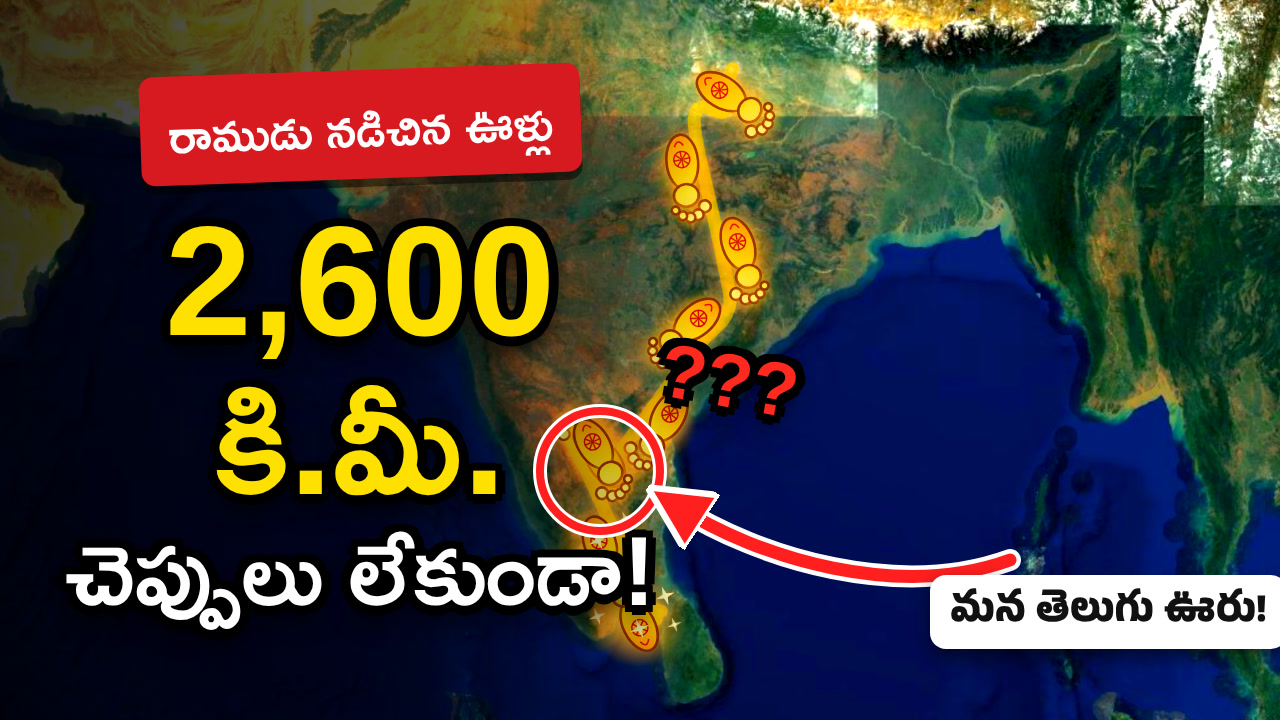 రాముడు నడిచిన ఊళ్లు
2,600
కి.మీ.
చెప్పులు లేకుండా!
???
మన తెలుగు ఊరు!